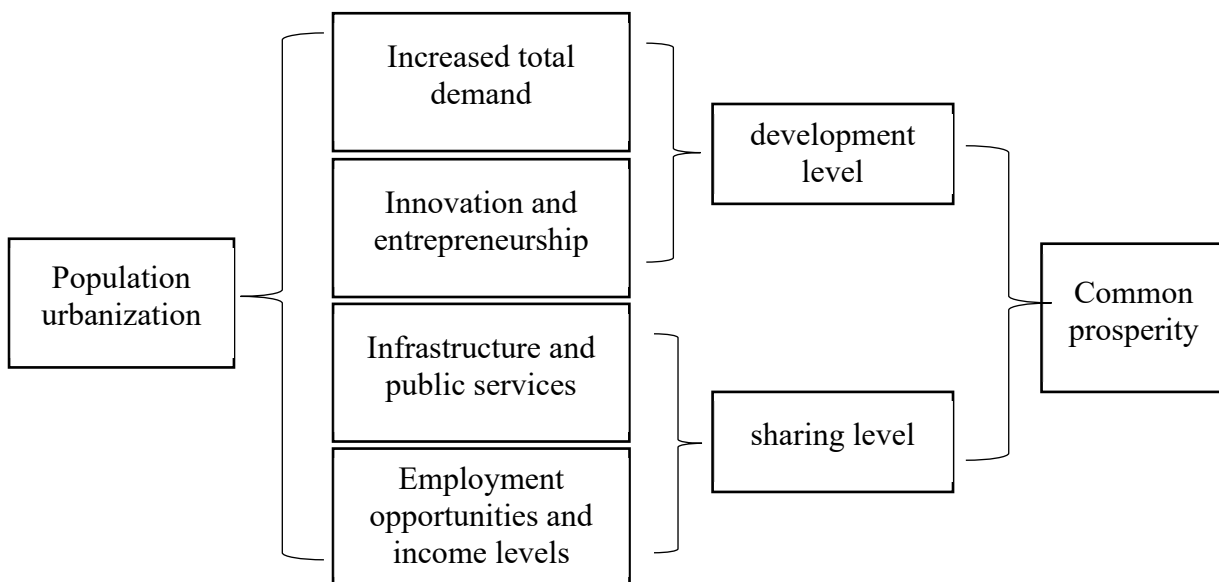 Population
urbanization
Increased total
demand
Innovation and
entrepreneurship
Infrastructure and
public services
Employment
opportunities and
income levels
development
level
sharing level
Common
prosperity